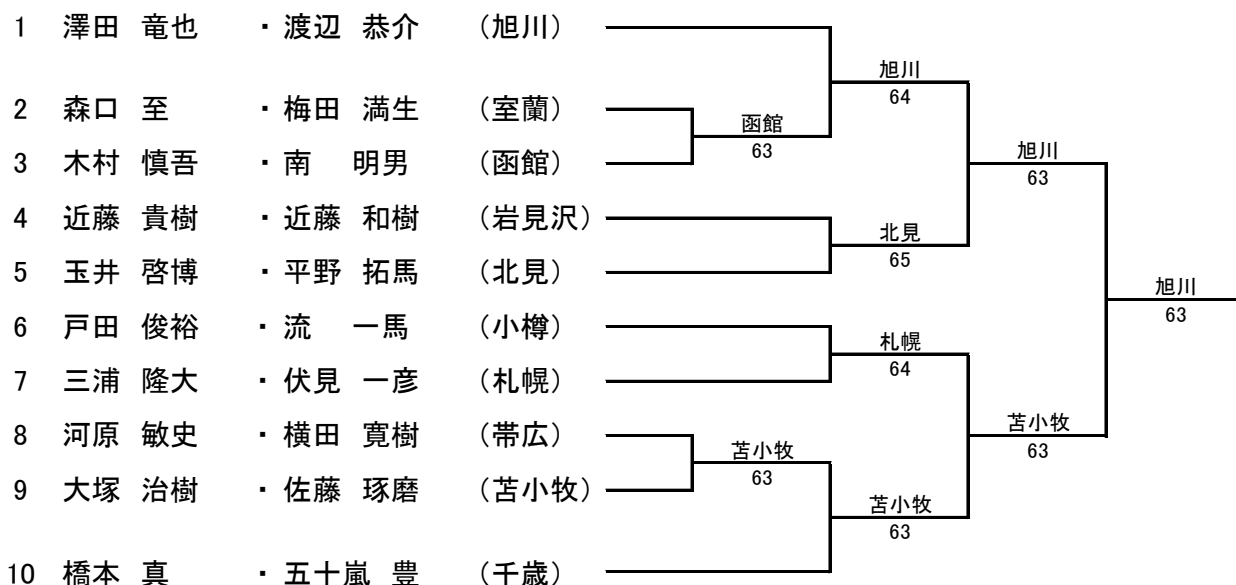 1 澤田 竜也 ・ 渡辺 恭介 (旭川)
旭川
64
2 森口 至 ・ 梅田 満生 (室蘭)
函館
63
3 木村 慎吾 ・ 南 明男 (函館)
旭川
63
4 近藤 貴樹 ・ 近藤 和樹 (岩見沢)
北見
65
5 玉井 啓博 ・ 平野 拓馬 (北見)
旭川
63
6 戸田 俊裕 ・ 流 一馬 (小樽)
札幌
64
7 三浦 隆大 ・ 伏見 一彦 (札幌)
8 河原 敏史 ・ 横田 寛樹 (帯広)
苫小牧
63
苫小牧
63
9 大塚 治樹 ・ 佐藤 琢磨 (苫小牧)
苫小牧
63
10 橋本 真 ・ 五十嵐 豊 (千歳)